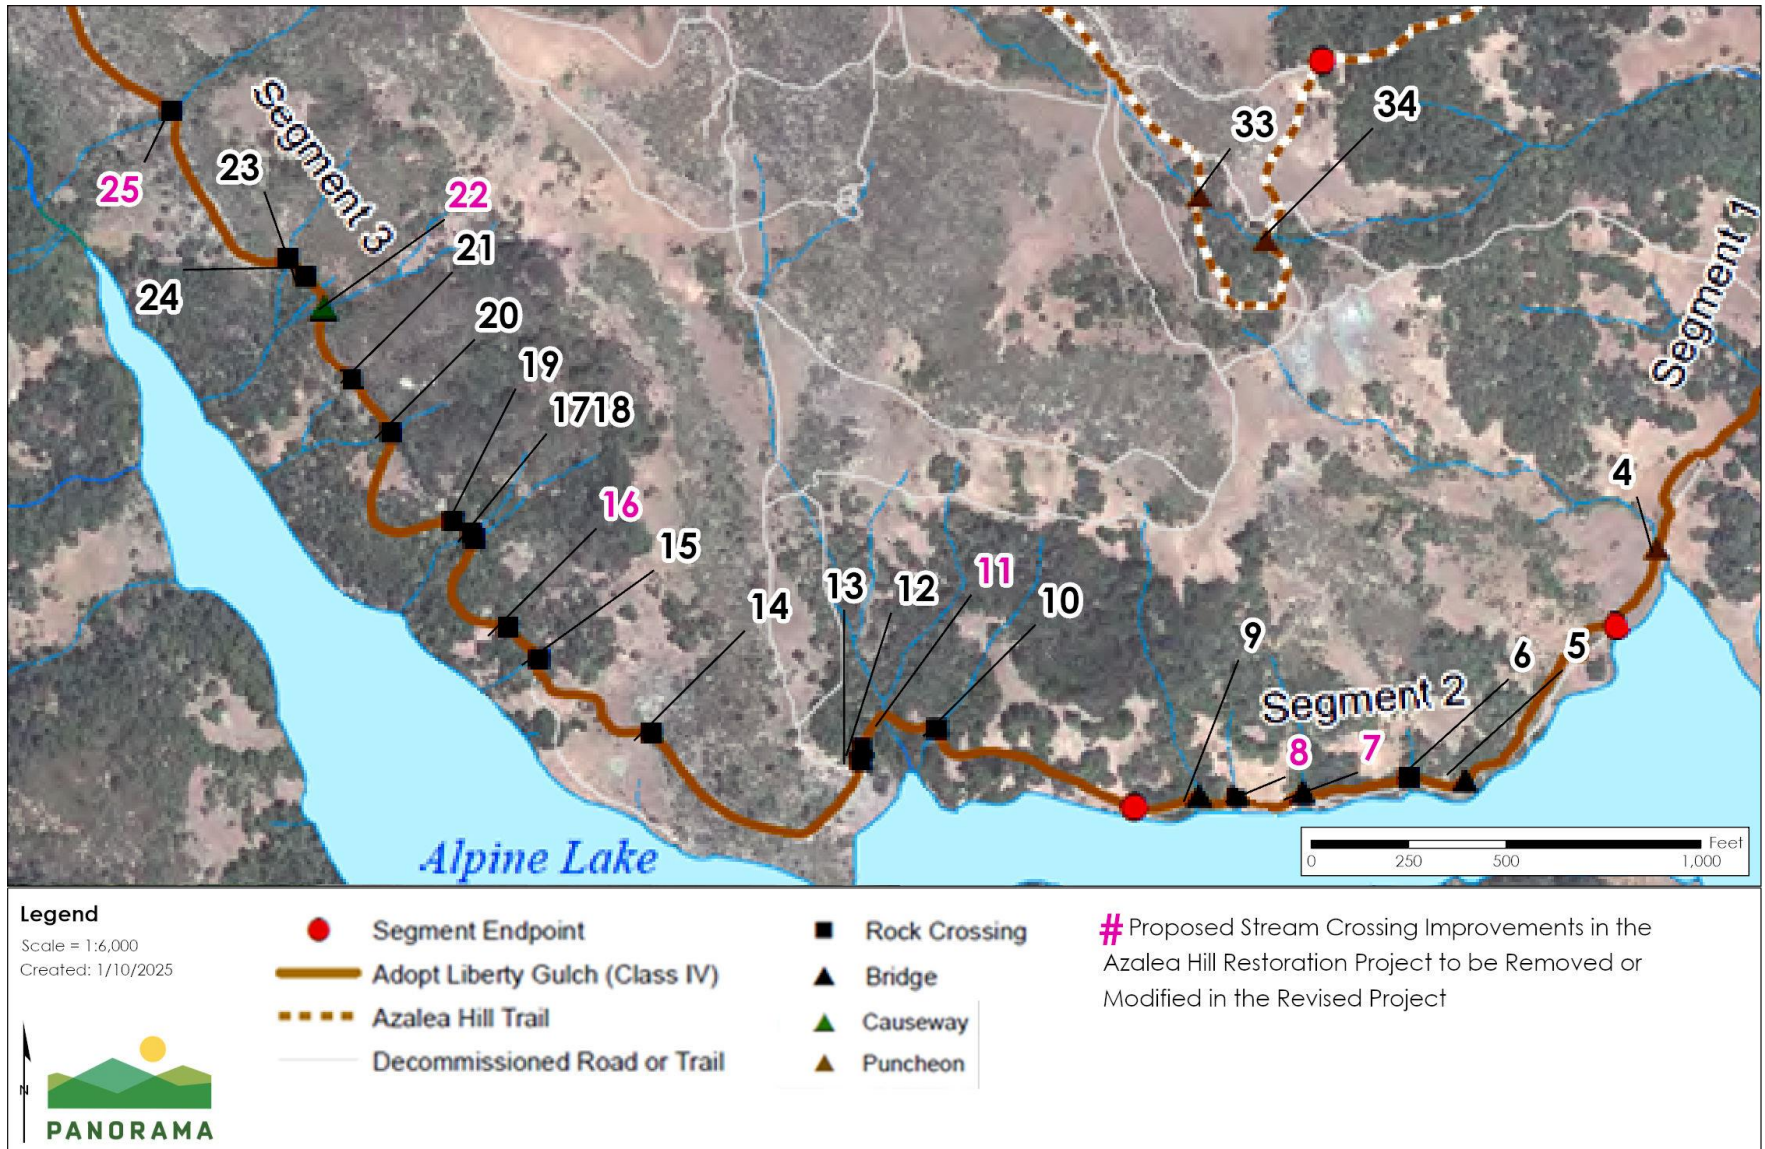 33
34
Segment 3
23
25
22
21
24
20
19
1718
16
15
14
13
12
11
10
9
Segment 2
8
7
6
5
4
Segment 1
Alpine Lake
Feet
0 250 500 1,000
Legend
Scale = 1:6,000
Created: 1/10/2025
N
PANORAMA
Segment Endpoint
Adopt Liberty Gulch (Class IV)
Azalea Hill Trail
Decommissioned Road or Trail
Rock Crossing
Bridge
Causeway
Puncheon
# Proposed Stream Crossing Improvements in the
Azalea Hill Restoration Project to be Removed or
Modified in the Revised Project